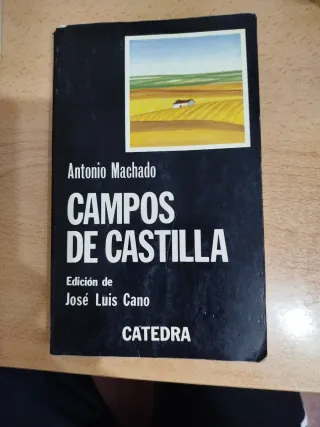 Antonio Machado
CAMPOS
DE CASTILLA
Edición de
José Luis Cano
CATEDRA